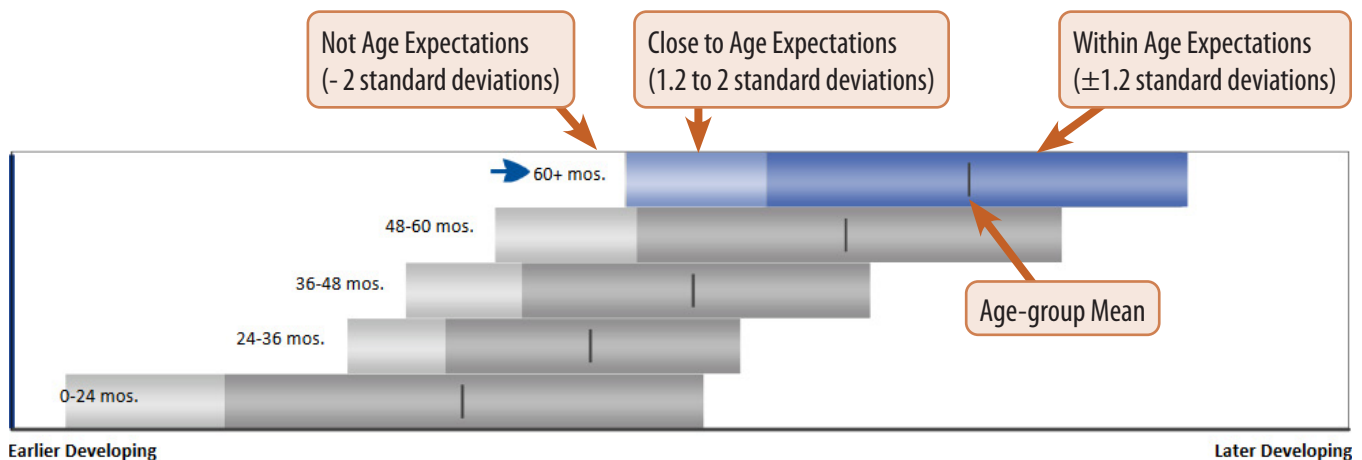 Not Age Expectations
(- 2 standard deviations)
Close to Age Expectations
(1.2 to 2 standard deviations)
Within Age Expectations
(±1.2 standard deviations)
60+ mos.
48-60 mos.
36-48 mos.
Age-group Mean
24-36 mos.
0-24 mos.
Earlier Developing
Later Developing